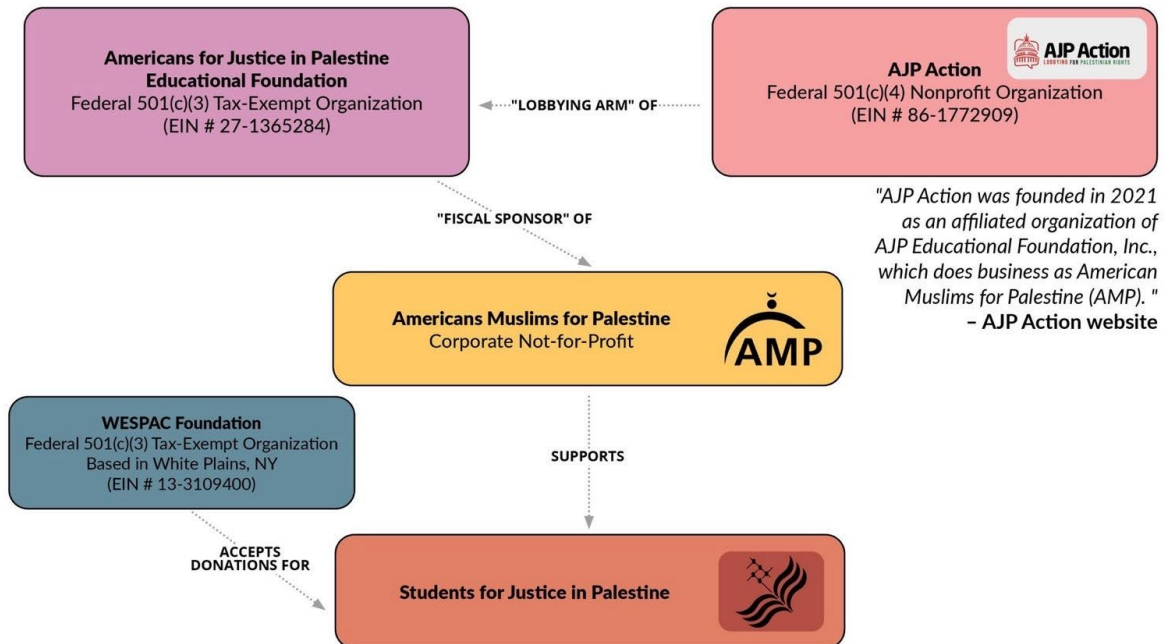 Americans for Justice in Palestine
Educational Foundation
Federal 501(c)(3) Tax-Exempt Organization
(EIN # 27-1365284)
"LOBBYING ARM" OF
AJP Action
LOBBYING FOR PALESTINIAN RIGHTS
AJP Action
Federal 501(c)(4) Nonprofit Organization
(EIN # 86-1772909)
"AJP Action was founded in 2021
as an affiliated organization of
AJP Educational Foundation, Inc.,
which does business as American
Muslims for Palestine (AMP). "
– AJP Action website
"FISCAL SPONSOR" OF
Americans Muslims for Palestine
Corporate Not-for-Profit
AMP
WESPAC Foundation
Federal 501(c)(3) Tax-Exempt Organization
Based in White Plains, NY
(EIN # 13-3109400)
SUPPORTS
ACCEPTS
DONATIONS FOR
Students for Justice in Palestine